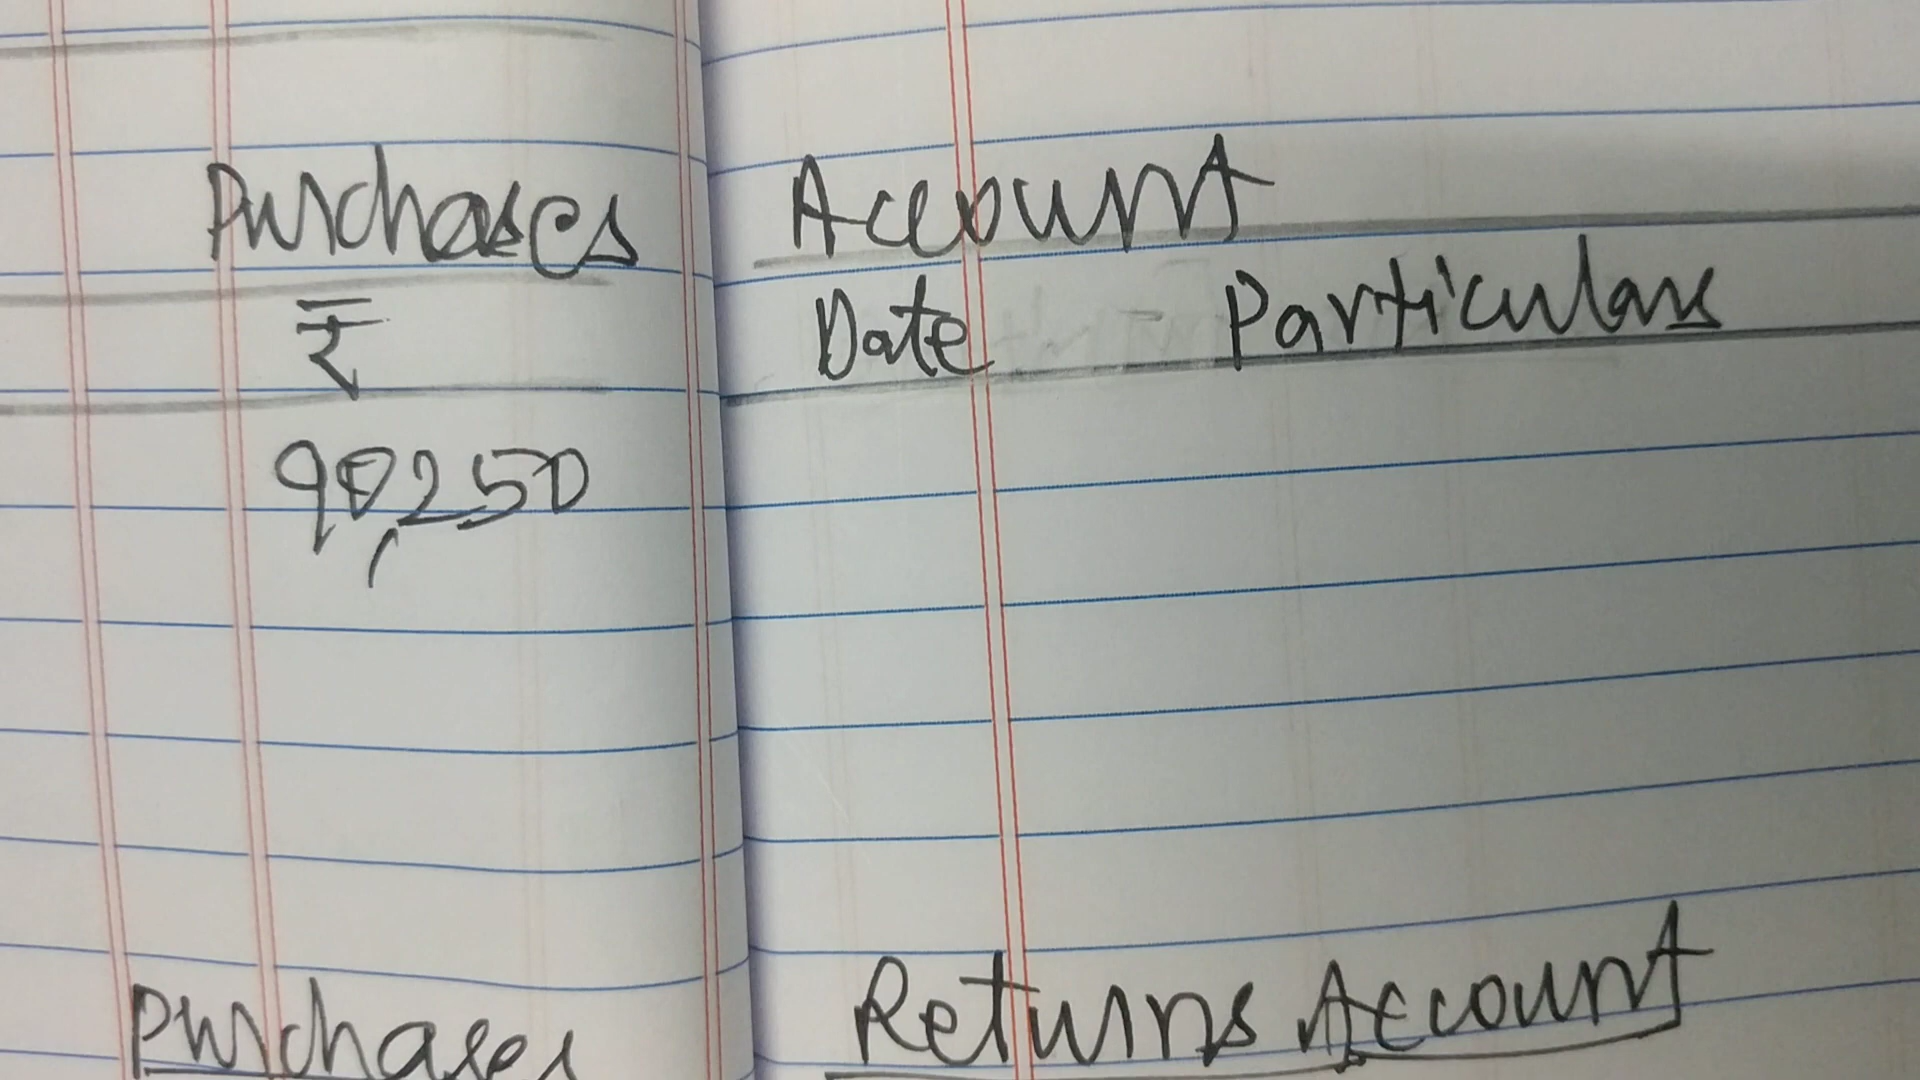 Purchases Account
₹ Date Particulars
90,250
Purchases Returns Account